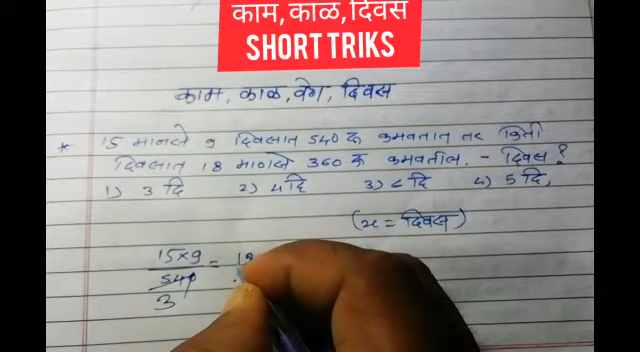 काम,काळ,दिवस
SHORT TRIKS
काम, काळ, वेग, दिवस
* 15 माणसे 9 दिवसात 540 रु कमवतात तर किती
दिवसात 18 माणसे 360 रु कमवतील. - दिवस?
1) 3 दि 2) 4 दि 3) ८ दि 4) 5 दि,
(x = दिवस)
15×9 =
540
3